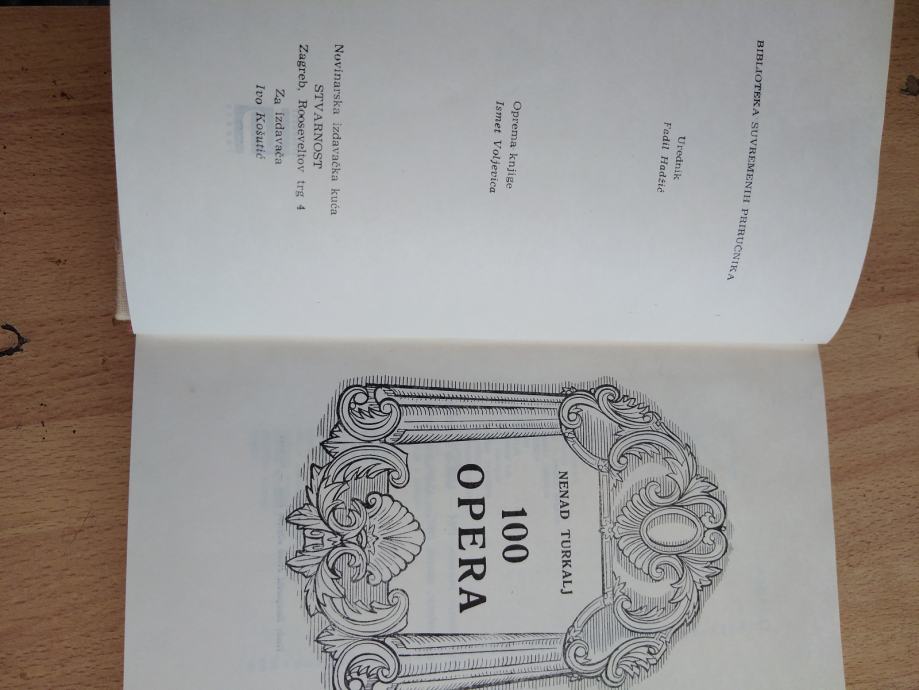 BIBLIOTEKA SUVREMENIH PRIRUČNIKA
Urednik
Fadil Hadžić
Oprema knjige
Ismet Voljevica
Novinarska izdavačka kuća
STVARNOST
Zagreb, Rooseveltov trg 4
Za izdavača
Ivo Košutić
NENAD TURKALJ
100
OPERA